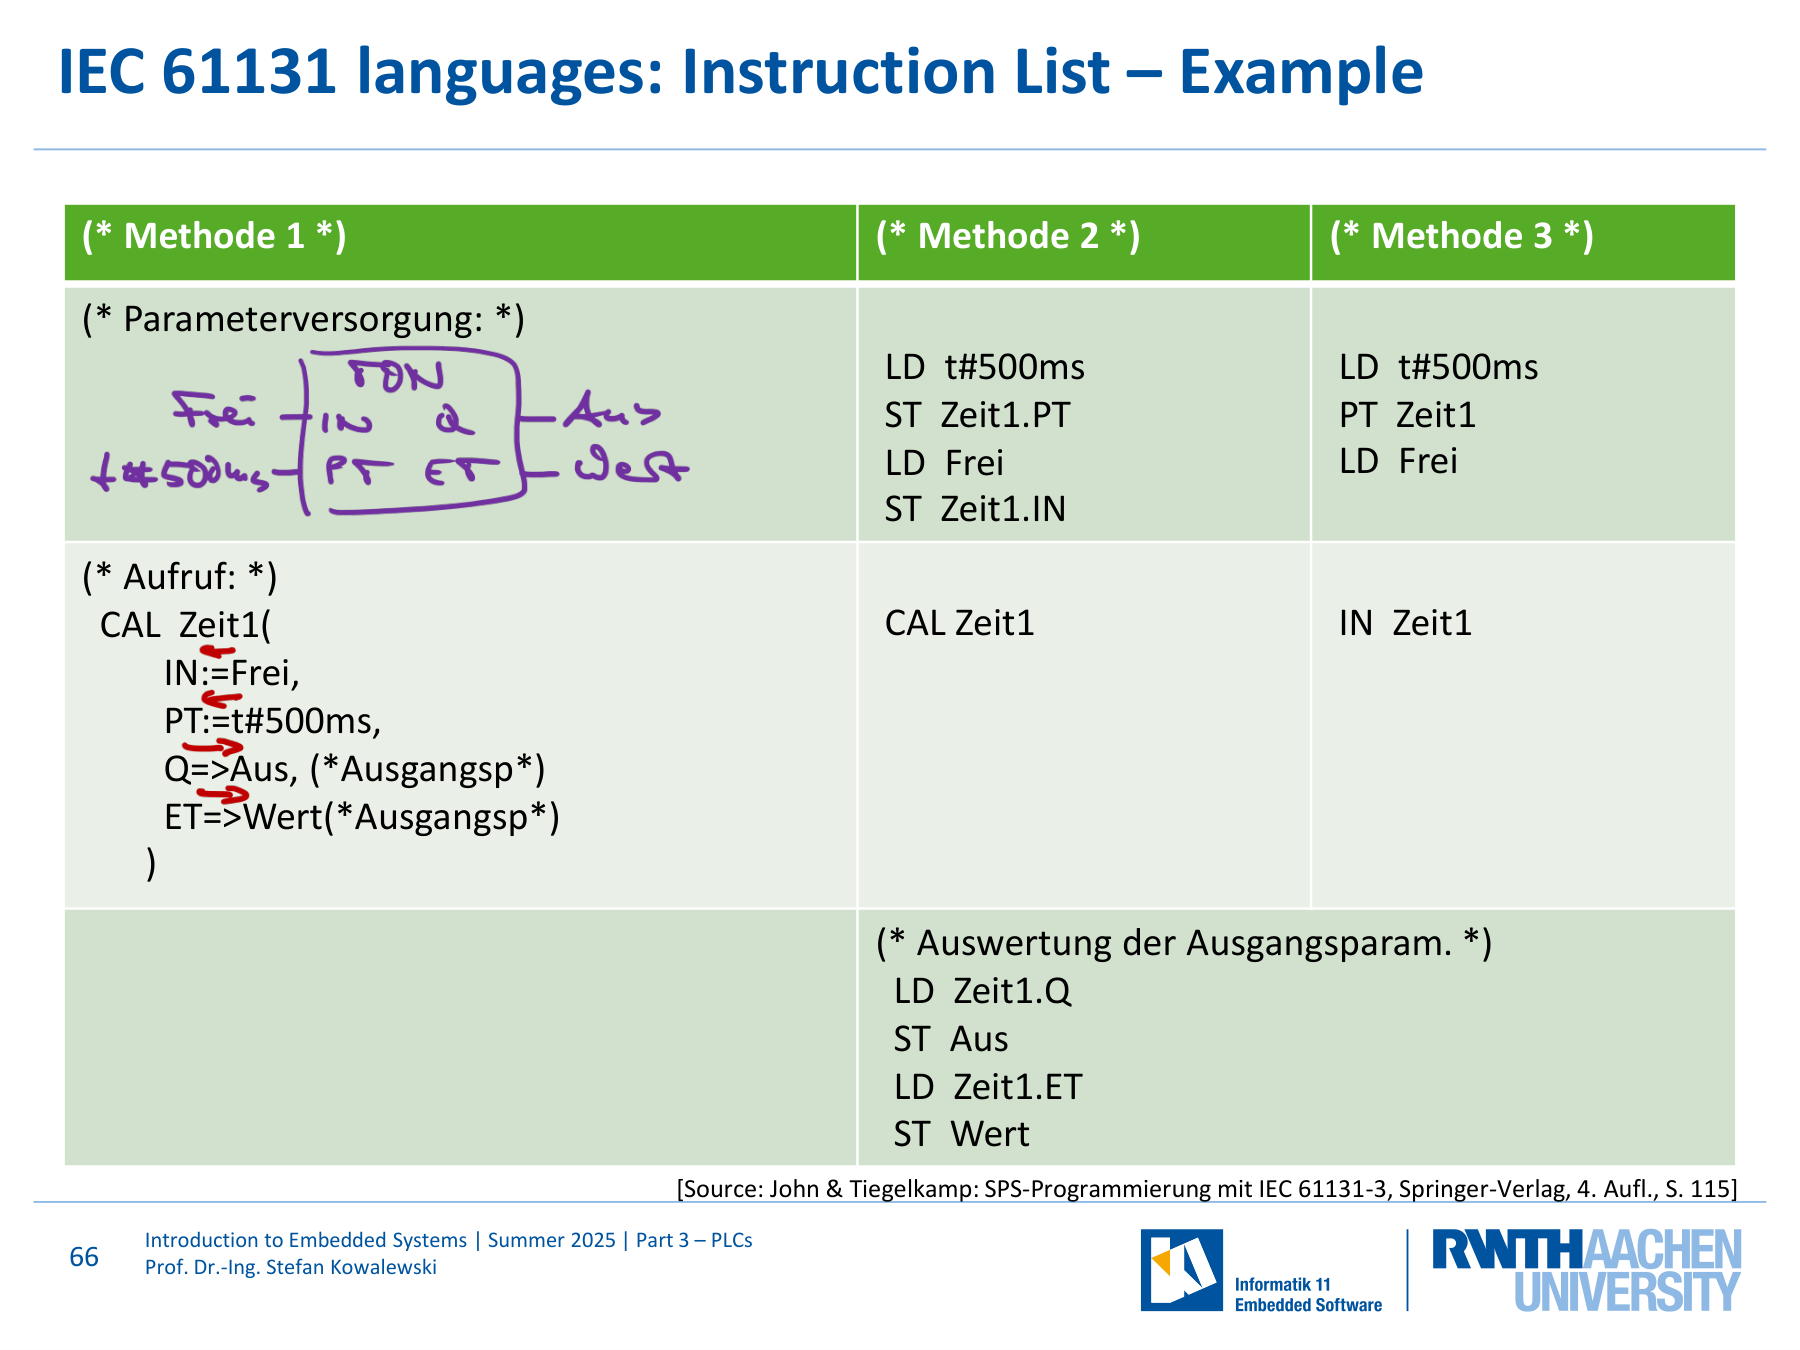 IEC 61131 languages: Instruction List – Example
(* Methode 1 *)
(* Methode 2 *)
(* Methode 3 *)
(* Parameterversorgung: *)
TON
Frei IN Q Aus
t#500ms PT ET Wert
LD t#500ms
ST Zeit1.PT
LD Frei
ST Zeit1.IN
LD t#500ms
PT Zeit1
LD Frei
(* Aufruf: *)
CAL Zeit1(
IN:=Frei,
PT:=t#500ms,
Q=>Aus, (*Ausgangsp*)
ET=>Wert(*Ausgangsp*)
)
CAL Zeit1
IN Zeit1
(* Auswertung der Ausgangsparam. *)
LD Zeit1.Q
ST Aus
LD Zeit1.ET
ST Wert
[Source: John & Tiegelkamp: SPS-Programmierung mit IEC 61131-3, Springer-Verlag, 4. Aufl., S. 115]
66
Introduction to Embedded Systems | Summer 2025 | Part 3 – PLCs
Prof. Dr.-Ing. Stefan Kowalewski
Informatik 11
Embedded Software
RWTHAACHEN
UNIVERSITY